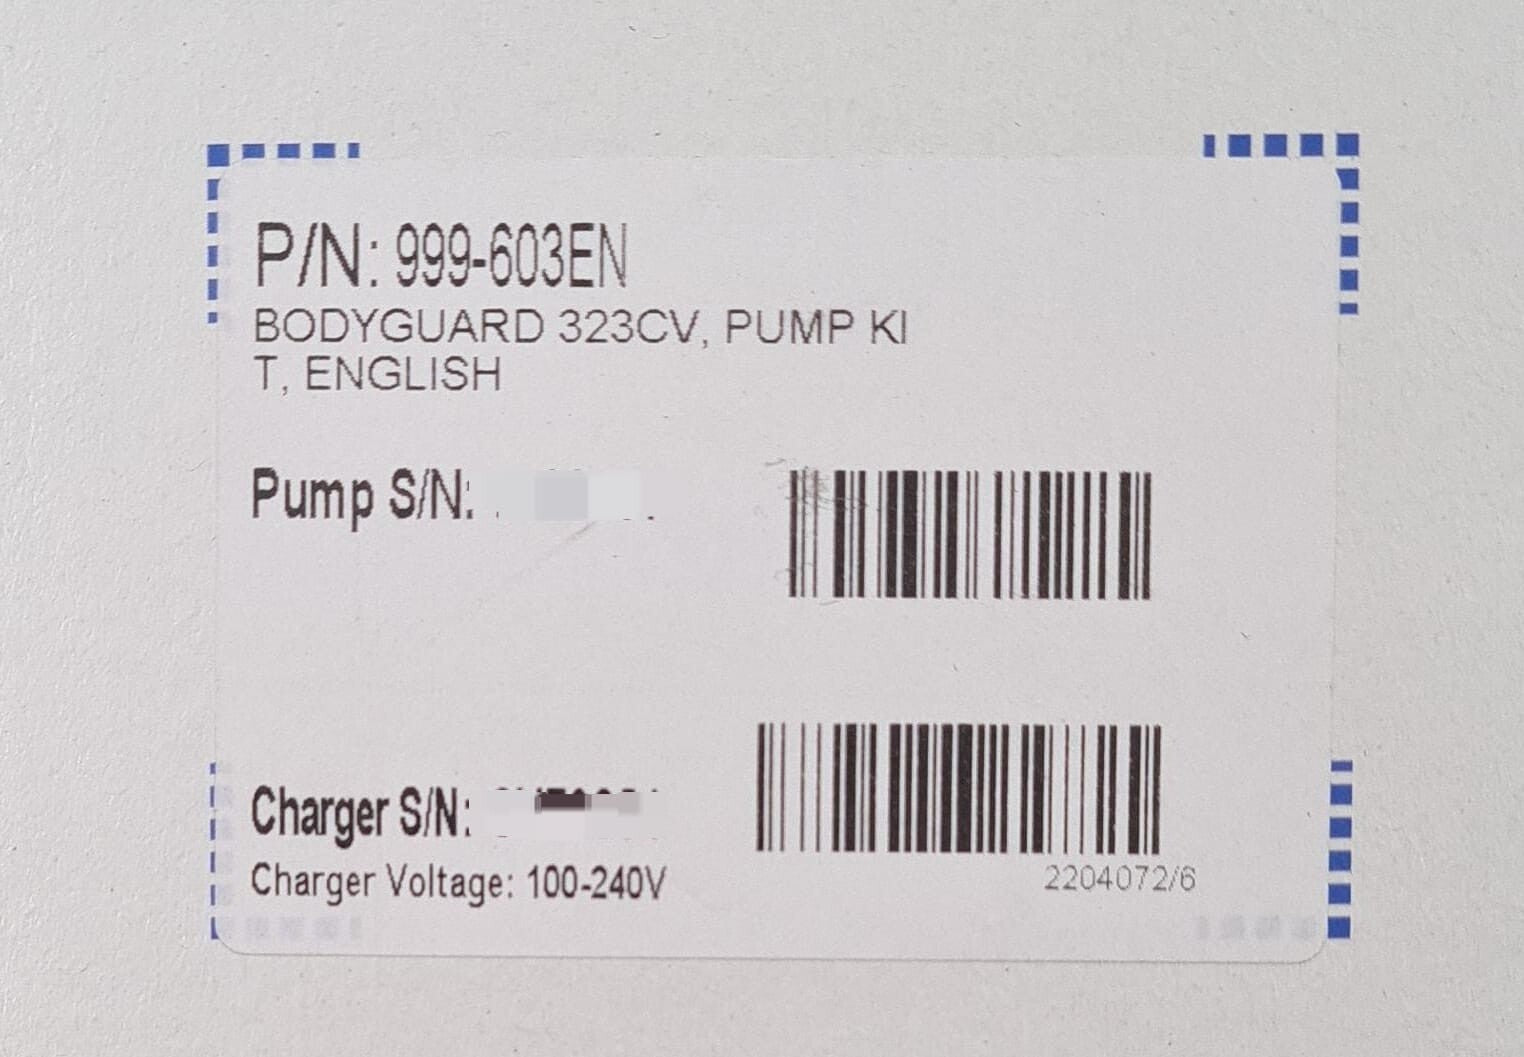 P/N: 999-603EN
BODYGUARD 323CV, PUMP KI
T, ENGLISH
Pump S/N:
Charger S/N:
Charger Voltage: 100-240V
2204072/6